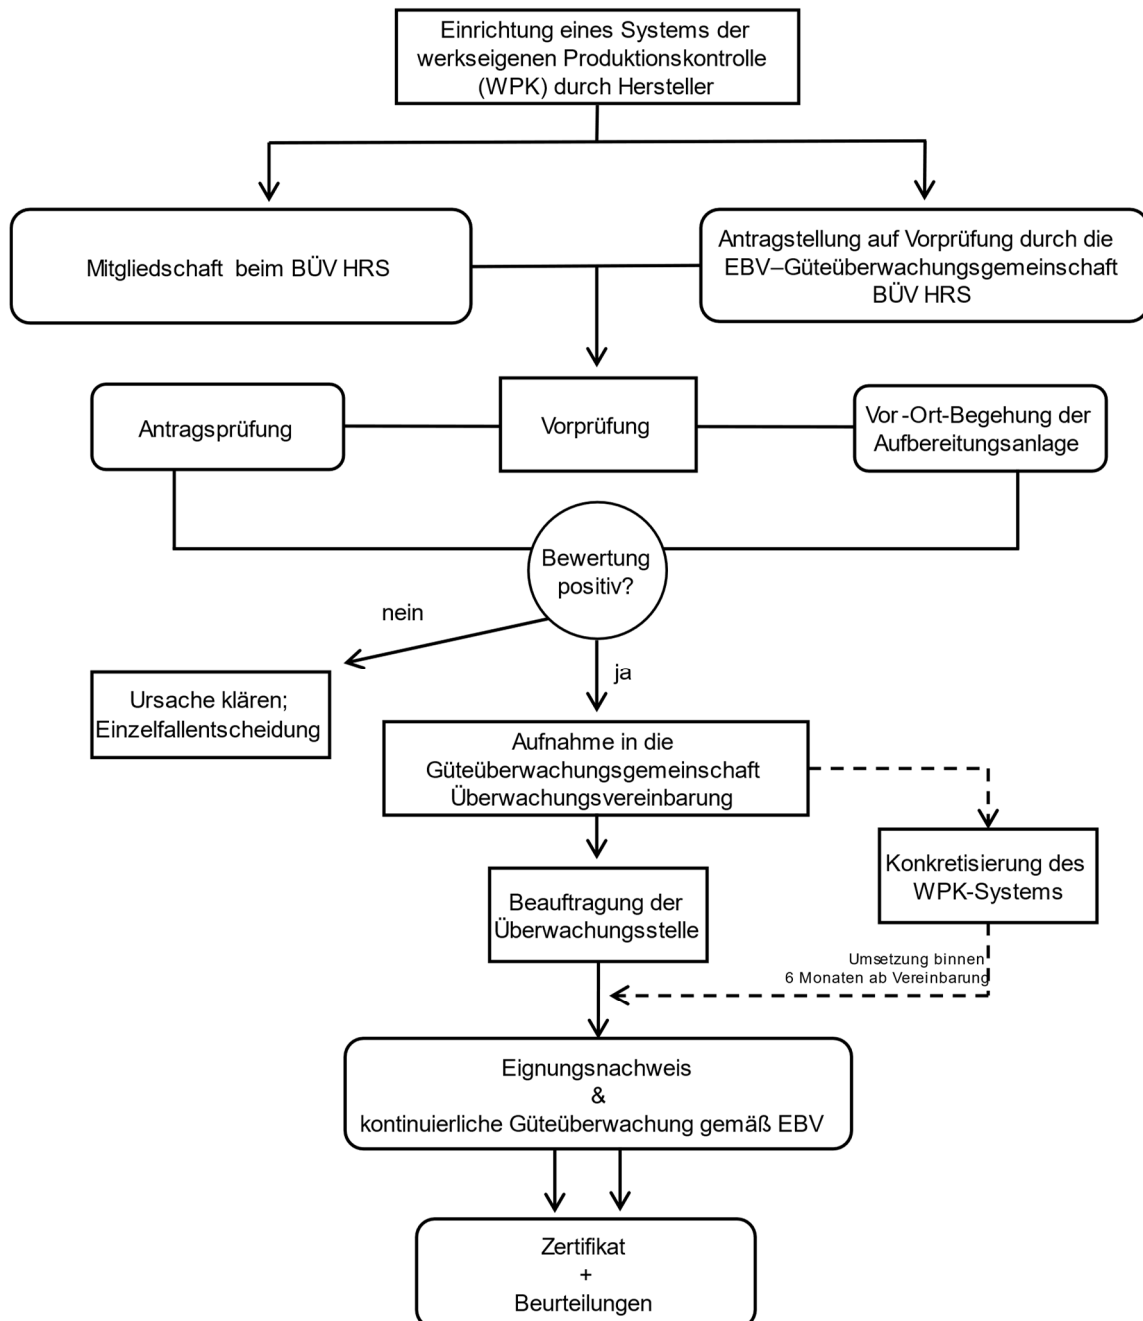 Einrichtung eines Systems der
werkseigenen Produktionskontrolle
(WPK) durch Hersteller
Mitgliedschaft beim BÜV HRS
Antragstellung auf Vorprüfung durch die
EBV–Güteüberwachungsgemeinschaft
BÜV HRS
Antragsprüfung
Vorprüfung
Vor-Ort-Begehung der
Aufbereitungsanlage
Bewertung
positiv?
nein
ja
Ursache klären;
Einzelfallentscheidung
Aufnahme in die
Güteüberwachungsgemeinschaft
Überwachungsvereinbarung
Konkretisierung des
WPK-Systems
Beauftragung der
Überwachungsstelle
Umsetzung binnen
6 Monaten ab Vereinbarung
Eignungsnachweis
&
kontinuierliche Güteüberwachung gemäß EBV
Zertifikat
+
Beurteilungen